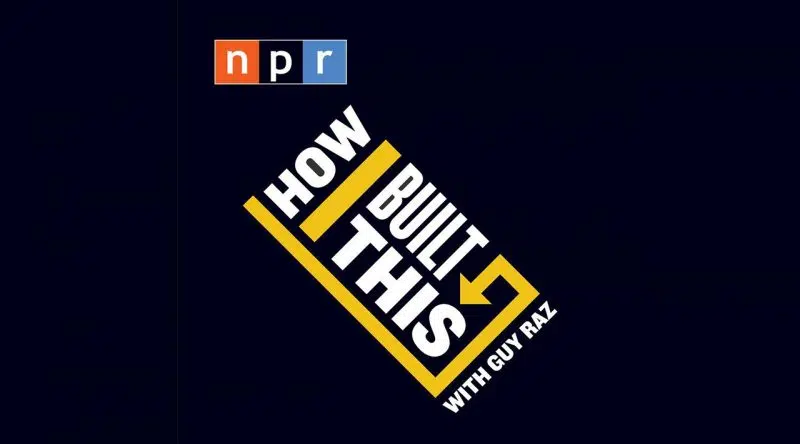 npr
HOW
I
BUILT
THIS
WITH GUY RAZ